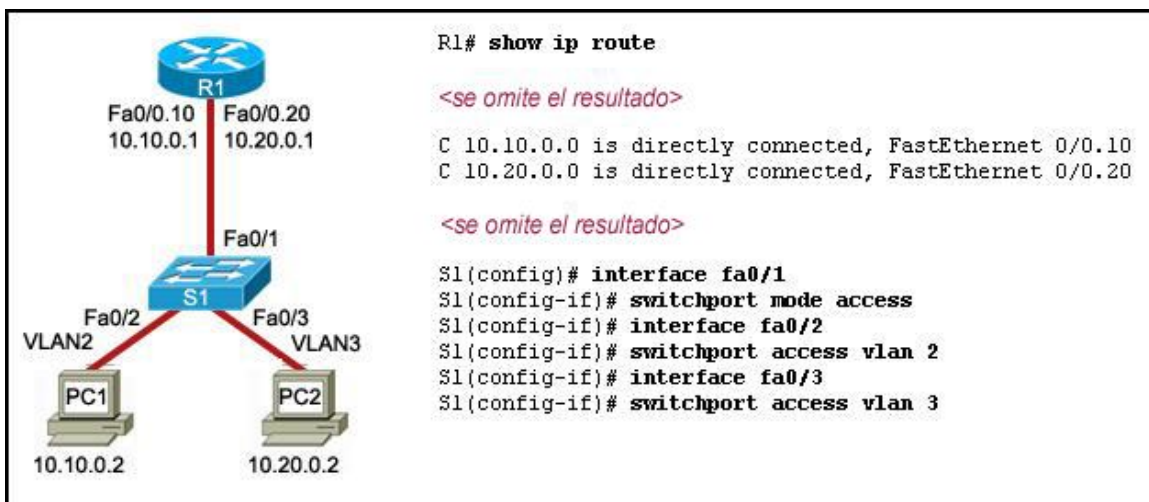 R1
Fa0/0.10 Fa0/0.20
10.10.0.1 10.20.0.1
Fa0/1
S1
Fa0/2 Fa0/3
VLAN2 VLAN3
PC1 PC2
10.10.0.2 10.20.0.2
R1# show ip route
<se omite el resultado>
C 10.10.0.0 is directly connected, FastEthernet 0/0.10
C 10.20.0.0 is directly connected, FastEthernet 0/0.20
<se omite el resultado>
S1(config)# interface fa0/1
S1(config-if)# switchport mode access
S1(config-if)# interface fa0/2
S1(config-if)# switchport access vlan 2
S1(config-if)# interface fa0/3
S1(config-if)# switchport access vlan 3